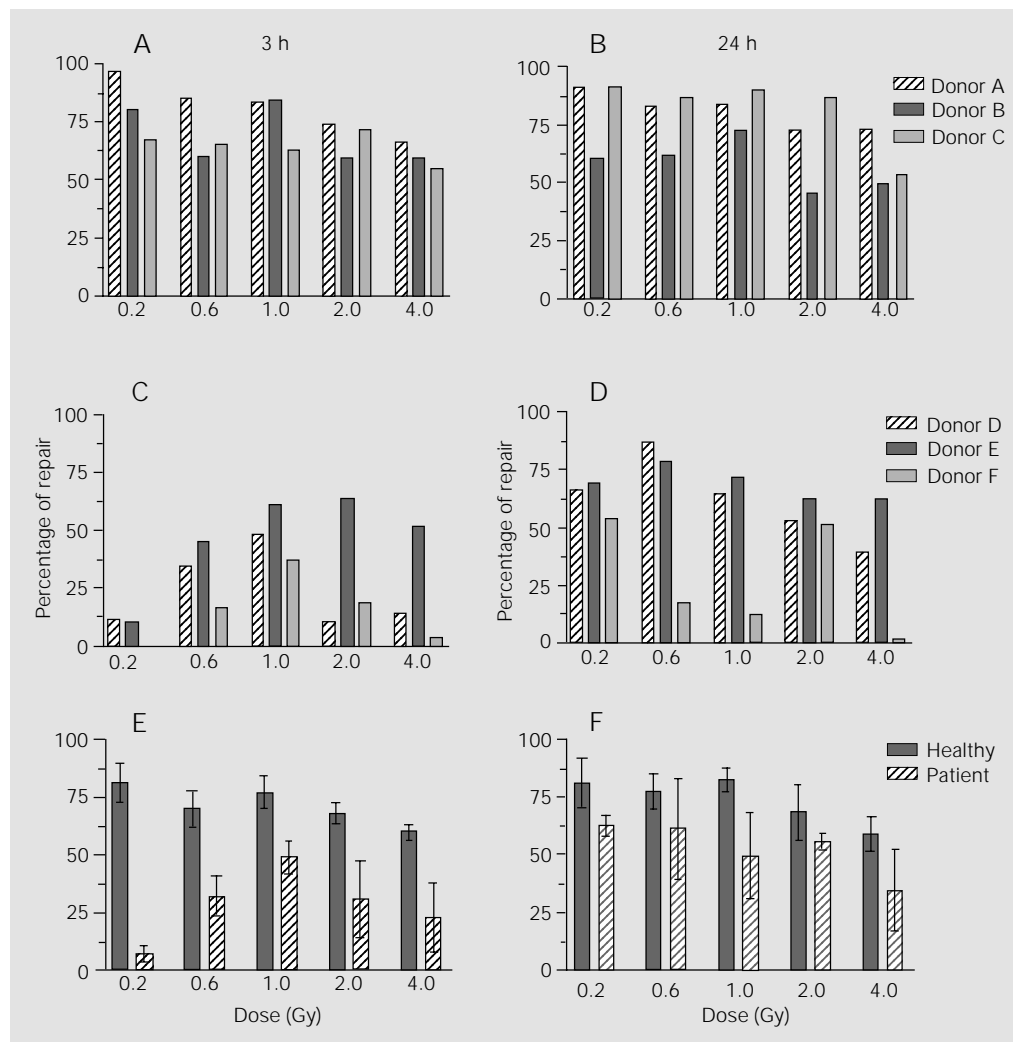 A 3 h
100
75
50
25
0
0.2 0.6 1.0 2.0 4.0
B 24 h
100
75
50
25
0
0.2 0.6 1.0 2.0 4.0
Donor A
Donor B
Donor C
C
Percentage of repair
100
75
50
25
0
0.2 0.6 1.0 2.0 4.0
D
Percentage of repair
100
75
50
25
0
0.2 0.6 1.0 2.0 4.0
Donor D
Donor E
Donor F
E
100
75
50
25
0
0.2 0.6 1.0 2.0 4.0
Dose (Gy)
F
100
75
50
25
0
0.2 0.6 1.0 2.0 4.0
Dose (Gy)
Healthy
Patient